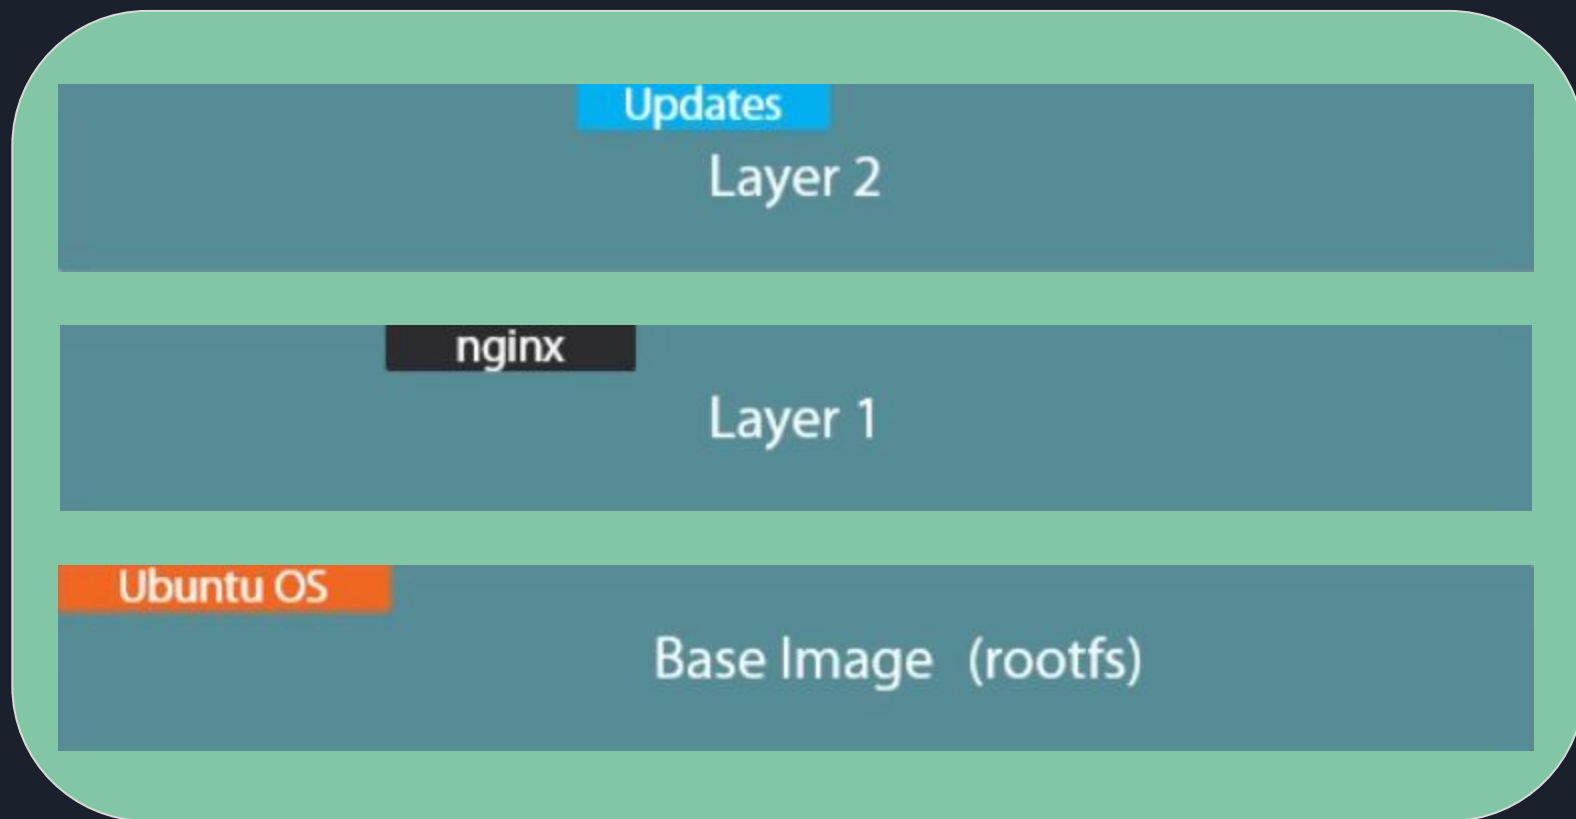 Updates
Layer 2
nginx
Layer 1
Ubuntu OS
Base Image (rootfs)